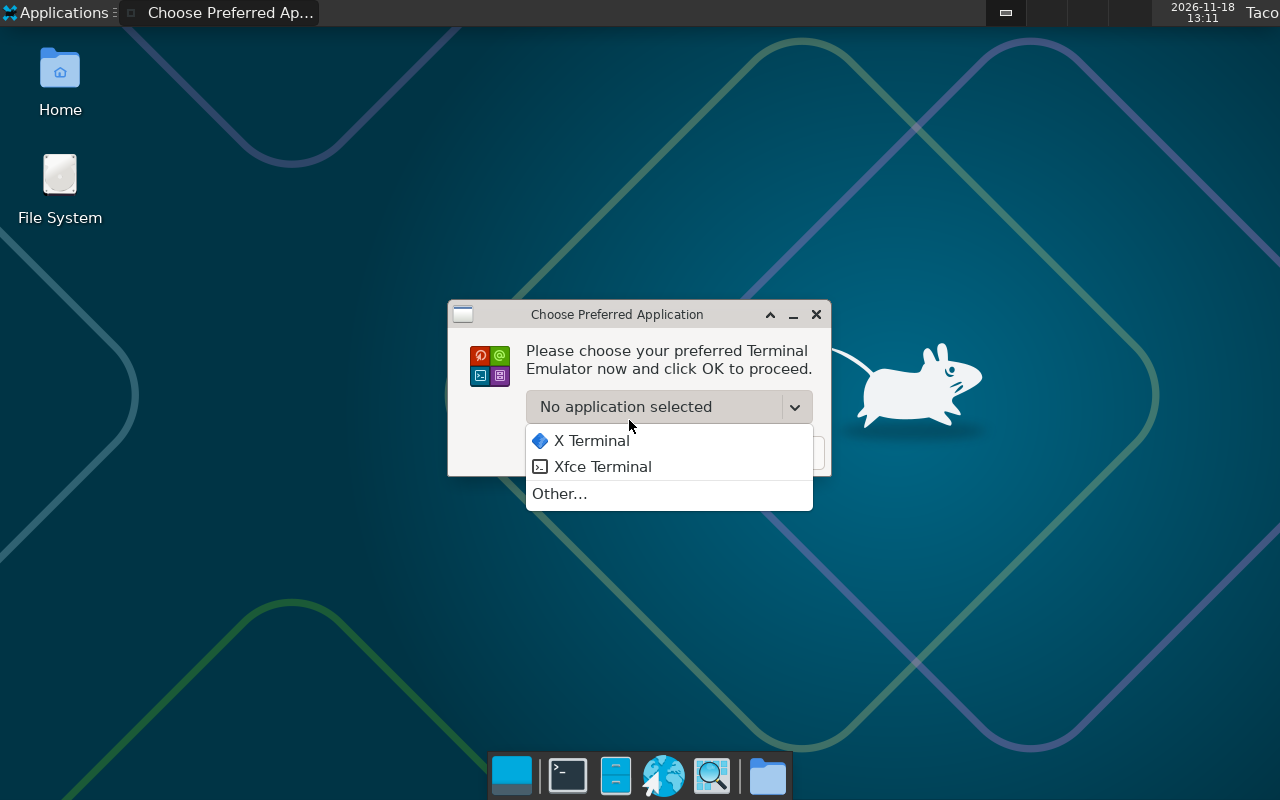 Applications
Choose Preferred Ap...
2026-11-18
13:11
Taco
Home
File System
Choose Preferred Application
Please choose your preferred Terminal
Emulator now and click OK to proceed.
No application selected
X Terminal
Xfce Terminal
Other...